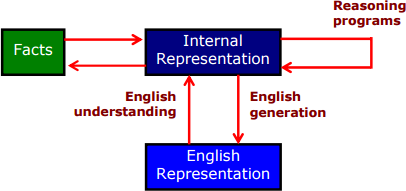 Reasoning
programs
Facts
Internal
Representation
English
understanding
English
generation
English
Representation